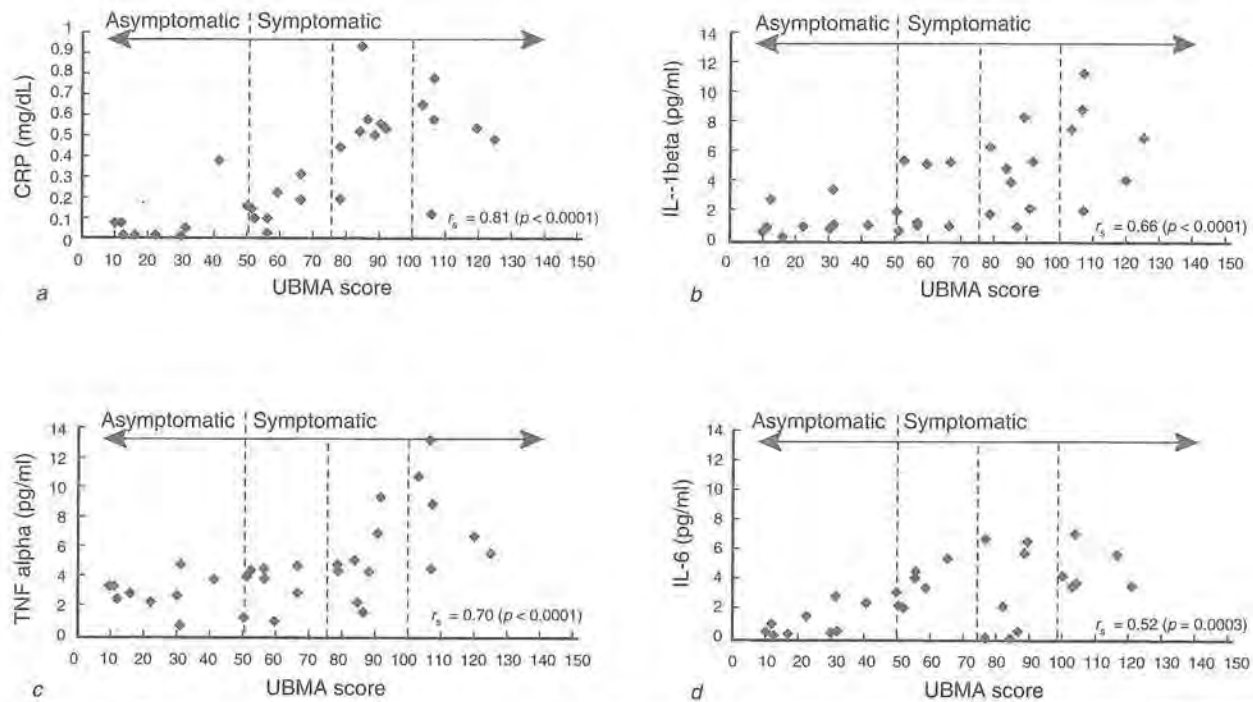 Asymptomatic Symptomatic
CRP (mg/dL)
1
0.9
0.8
0.7
0.6
0.5
0.4
0.3
0.2
0.1
0
r_s = 0.81 (p < 0.0001)
0 10 20 30 40 50 60 70 80 90 100 110 120 130 140 150
UBMA score
a
IL--1beta (pg/ml)
Asymptomatic Symptomatic
14
12
10
8
6
4
2
0
r_s = 0.66 (p < 0.0001)
0 10 20 30 40 50 60 70 80 90 100 110 120 130 140 150
UBMA score
b
TNF alpha (pg/ml)
Asymptomatic Symptomatic
14
12
10
8
6
4
2
0
r_s = 0.70 (p < 0.0001)
0 10 20 30 40 50 60 70 80 90 100 110 120 130 140 150
UBMA score
c
IL-6 (pg/ml)
Asymptomatic Symptomatic
14
12
10
8
6
4
2
0
r_s = 0.52 (p = 0.0003)
0 10 20 30 40 50 60 70 80 90 100 110 120 130 140 150
UBMA score
d